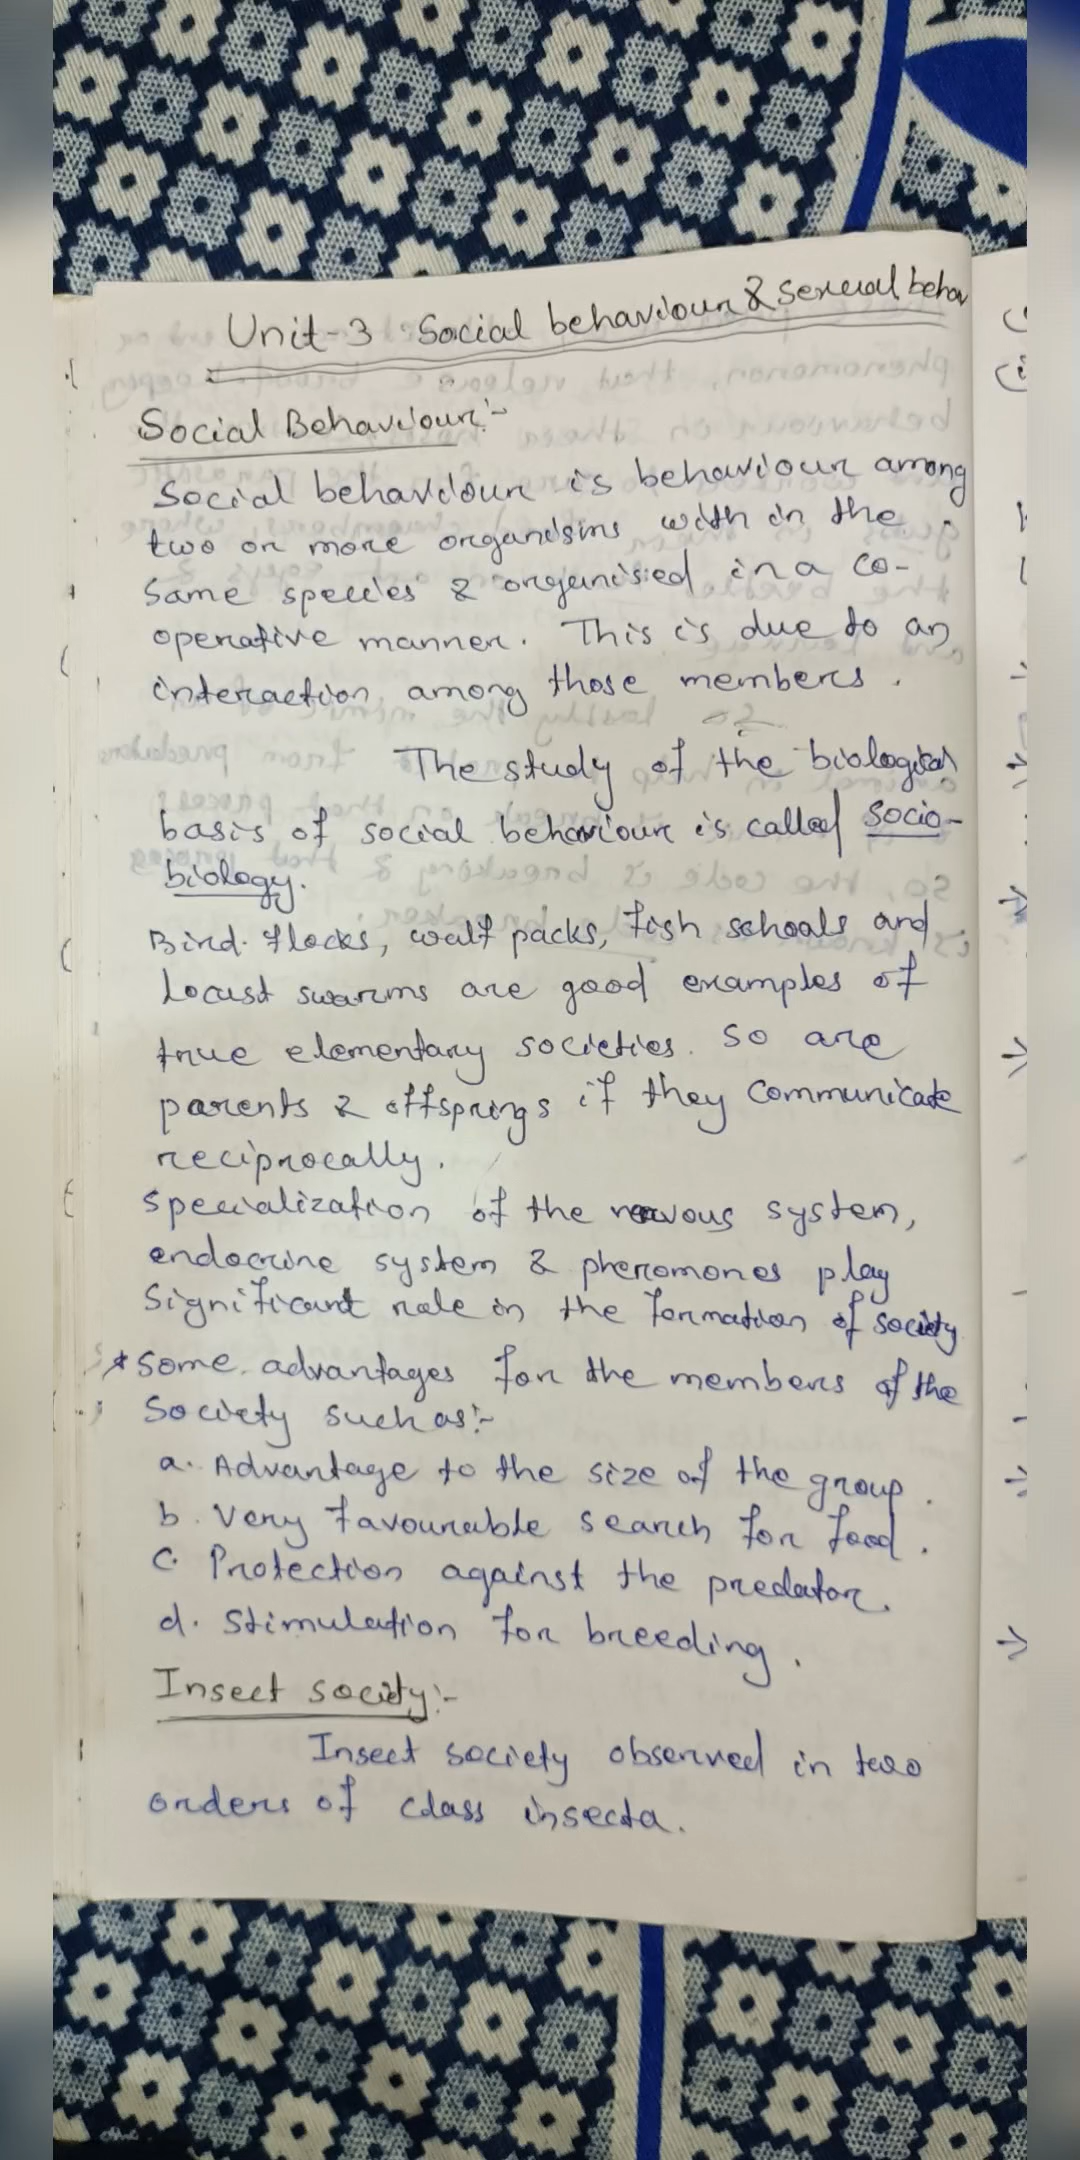 Unit-3 Social behaviour & sexual behav
Social Behaviour:-
Social behaviour is behaviour among
two or more organisms with in the
same species & organised in a co-
operative manner. This is due to an
interaction among those members.
The study of the biological
basis of social behaviour is called socio-
biology.
Bird flocks, wolf packs, fish schools and
Locust swarms are good examples of
true elementary societies. So are
parents & offsprings if they communicate
reciprocally.
specialization of the nervous system,
endocrine system & pheromones play
significant role in the formation of society
*some advantages for the members of the
society such as:-
a. Advantage to the size of the group.
b. Very favourable search for food.
c. Protection against the predator.
d. Stimulation for breeding.
Insect society:-
Insect society observed in two
orders of class insecta.